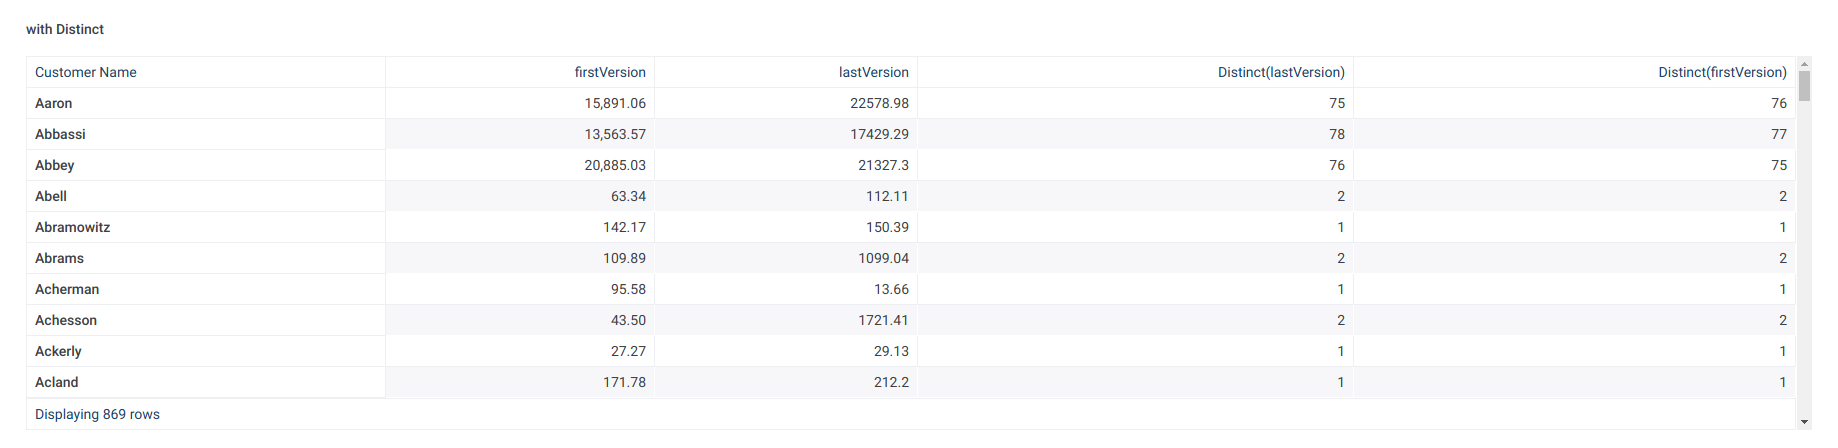 with Distinct
Customer Name firstVersion lastVersion Distinct(lastVersion) Distinct(firstVersion)
Aaron 15,891.06 22578.98 75 76
Abbassi 13,563.57 17429.29 78 77
Abbey 20,885.03 21327.3 76 75
Abell 63.34 112.11 2 2
Abramowitz 142.17 150.39 1 1
Abrams 109.89 1099.04 2 2
Acherman 95.58 13.66 1 1
Achesson 43.50 1721.41 2 2
Ackerly 27.27 29.13 1 1
Acland 171.78 212.2 1 1
Displaying 869 rows